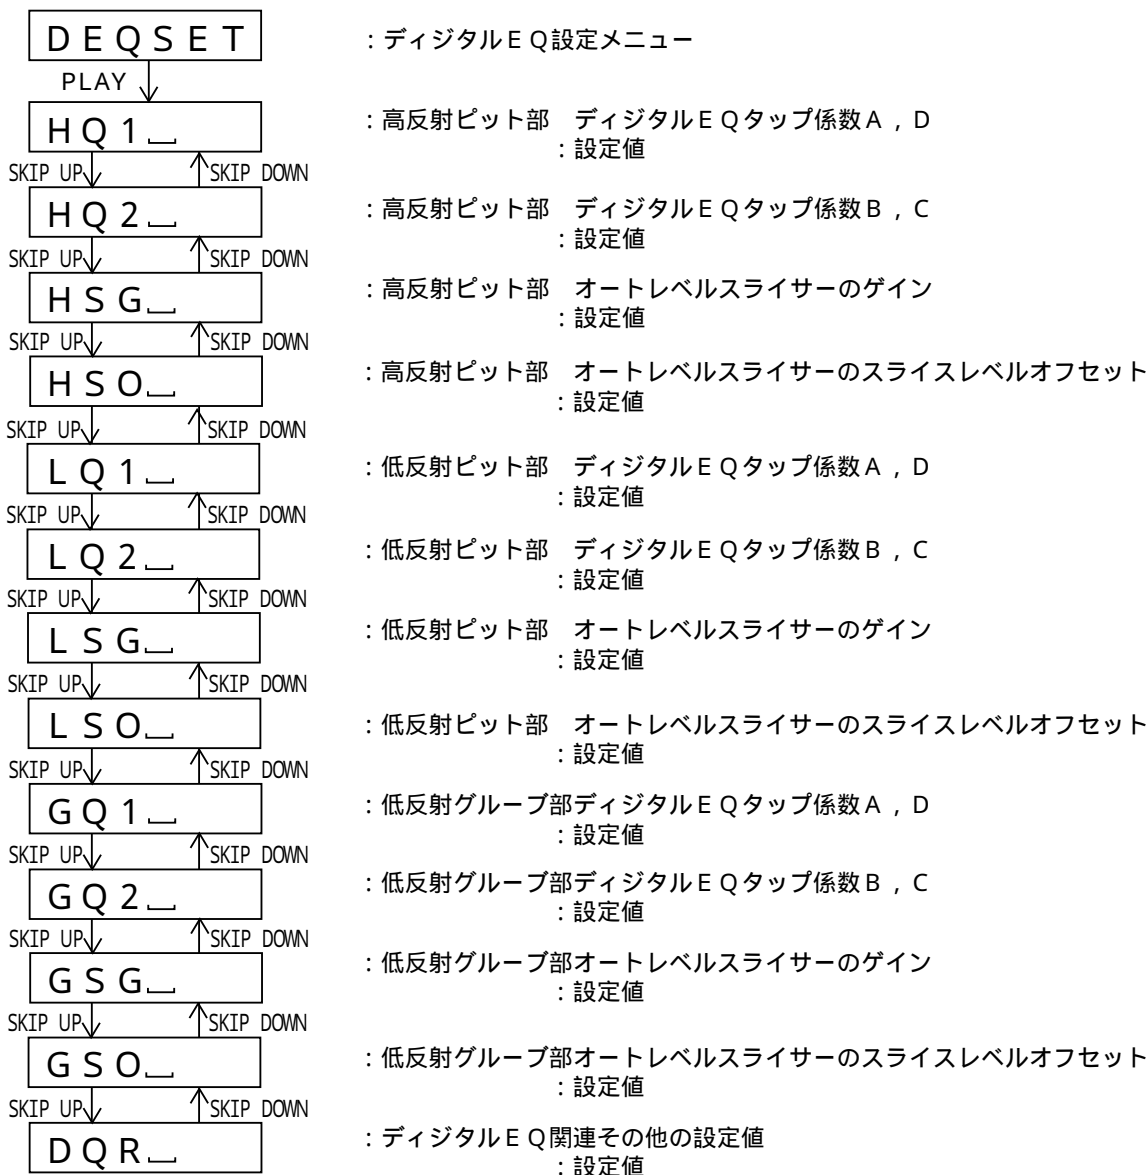 ＤＥＱＳＥＴ　：ディジタルＥＱ設定メニュー
PLAY
ＨＱ１␣　：高反射ピット部　ディジタルＥＱタップ係数Ａ，Ｄ
：設定値
SKIP UP　SKIP DOWN
ＨＱ２␣　：高反射ピット部　ディジタルＥＱタップ係数Ｂ，Ｃ
：設定値
SKIP UP　SKIP DOWN
ＨＳＧ␣　：高反射ピット部　オートレベルスライサーのゲイン
：設定値
SKIP UP　SKIP DOWN
ＨＳＯ␣　：高反射ピット部　オートレベルスライサーのスライスレベルオフセット
：設定値
SKIP UP　SKIP DOWN
ＬＱ１␣　：低反射ピット部　ディジタルＥＱタップ係数Ａ，Ｄ
：設定値
SKIP UP　SKIP DOWN
ＬＱ２␣　：低反射ピット部　ディジタルＥＱタップ係数Ｂ，Ｃ
：設定値
SKIP UP　SKIP DOWN
ＬＳＧ␣　：低反射ピット部　オートレベルスライサーのゲイン
：設定値
SKIP UP　SKIP DOWN
ＬＳＯ␣　：低反射ピット部　オートレベルスライサーのスライスレベルオフセット
：設定値
SKIP UP　SKIP DOWN
ＧＱ１␣　：低反射グルーブ部ディジタルＥＱタップ係数Ａ，Ｄ
：設定値
SKIP UP　SKIP DOWN
ＧＱ２␣　：低反射グルーブ部ディジタルＥＱタップ係数Ｂ，Ｃ
：設定値
SKIP UP　SKIP DOWN
ＧＳＧ␣　：低反射グルーブ部オートレベルスライサーのゲイン
：設定値
SKIP UP　SKIP DOWN
ＧＳＯ␣　：低反射グルーブ部オートレベルスライサーのスライスレベルオフセット
：設定値
SKIP UP　SKIP DOWN
ＤＱＲ␣　：ディジタルＥＱ関連その他の設定値
：設定値